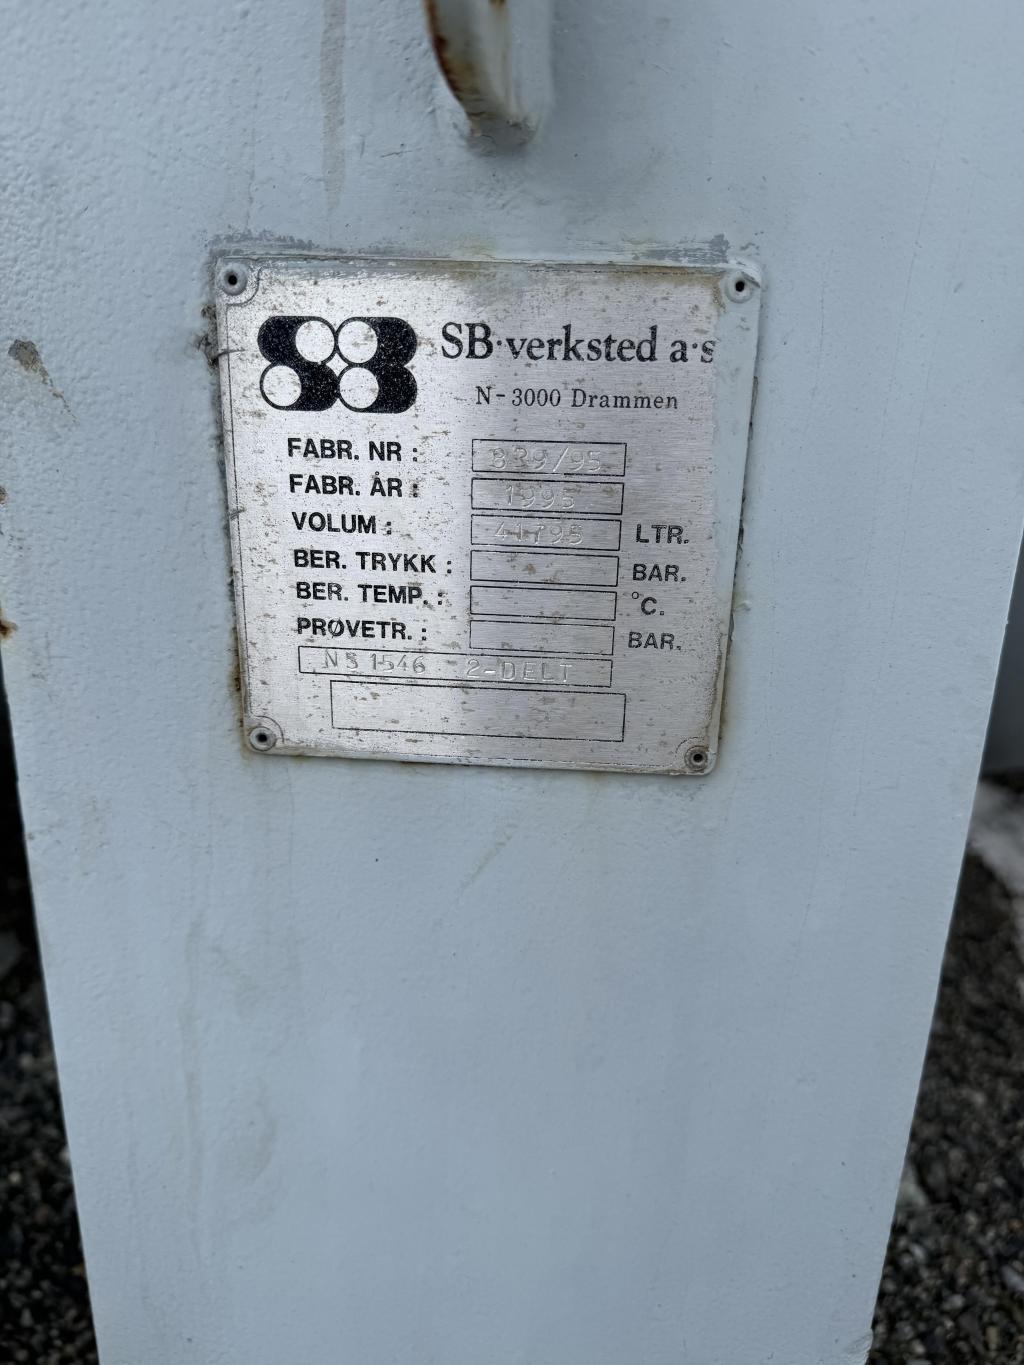 SB
SB·verksted a·s
N-3000 Drammen
FABR. NR : 839/95
FABR. ÅR : 1995
VOLUM : 41795 LTR.
BER. TRYKK : BAR.
BER. TEMP. : °C.
PRØVETR. : BAR.
NS 1546 2-DELT